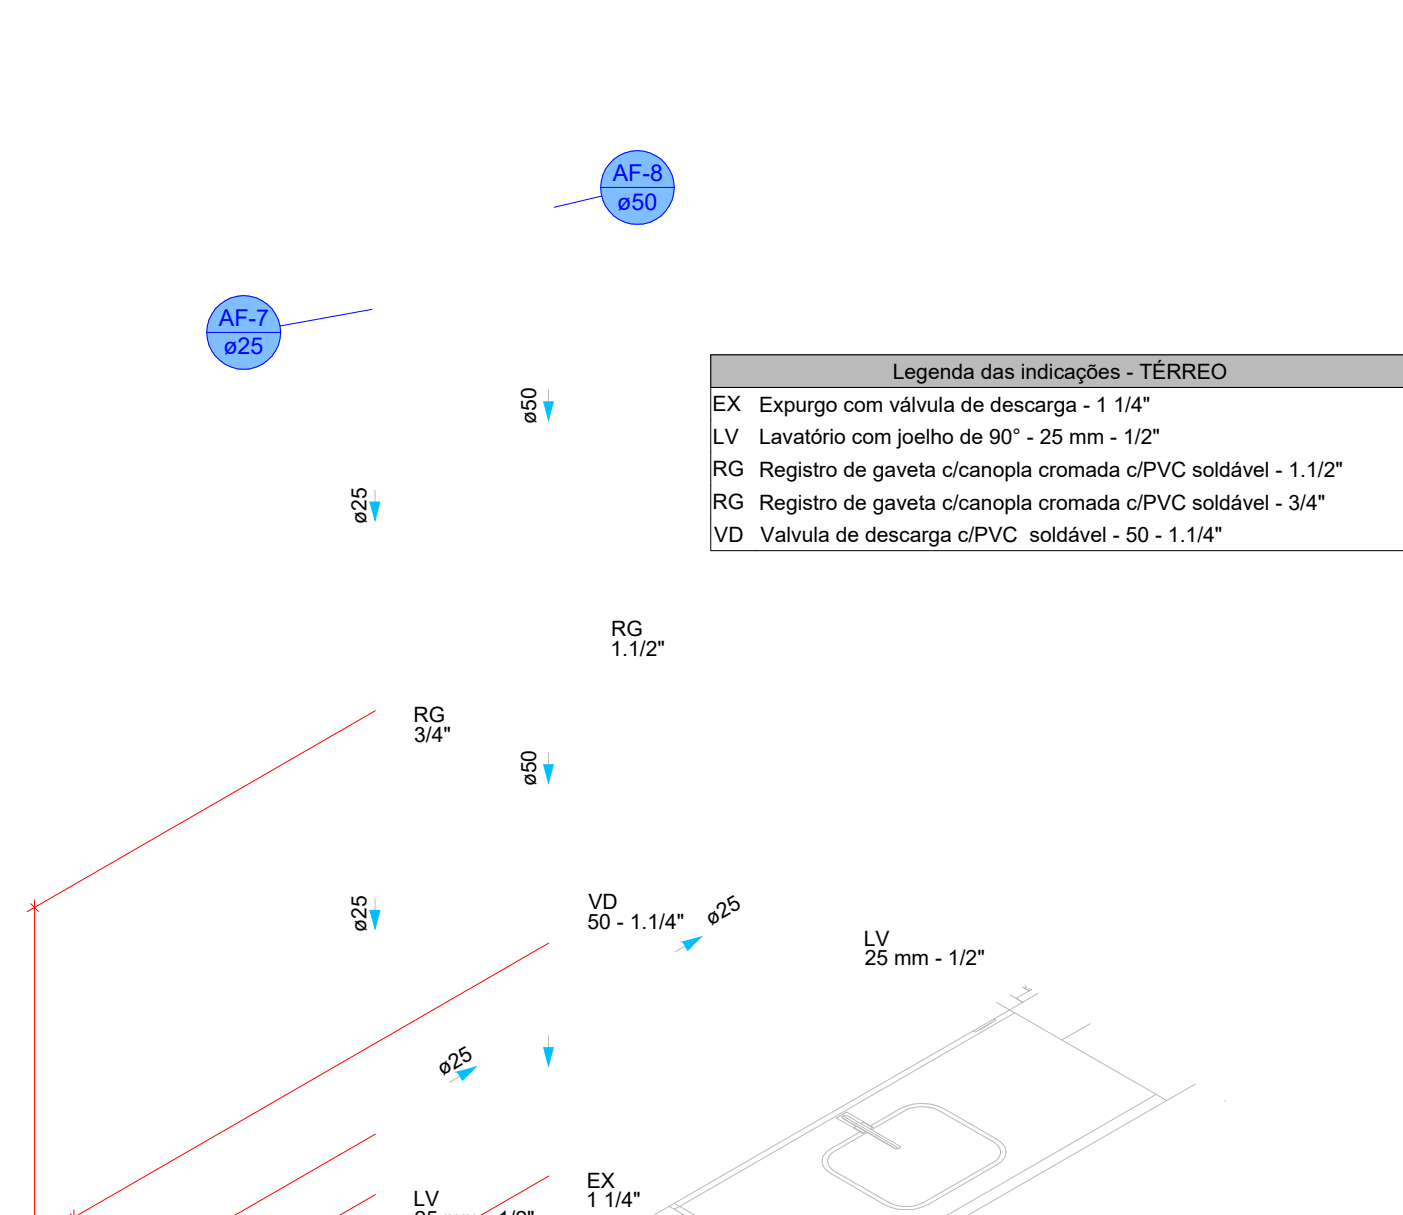 AF-8
ø50
AF-7
ø25
Legenda das indicações - TÉRREO
EX Expurgo com válvula de descarga - 1 1/4"
LV Lavatório com joelho de 90° - 25 mm - 1/2"
RG Registro de gaveta c/canopla cromada c/PVC soldável - 1.1/2"
RG Registro de gaveta c/canopla cromada c/PVC soldável - 3/4"
VD Valvula de descarga c/PVC soldável - 50 - 1.1/4"
ø50
ø25
RG
1.1/2"
RG
3/4"
ø50
ø25
VD
50 - 1.1/4"
ø25
LV
25 mm - 1/2"
ø25
EX
1 1/4"
LV
25 mm - 1/2"